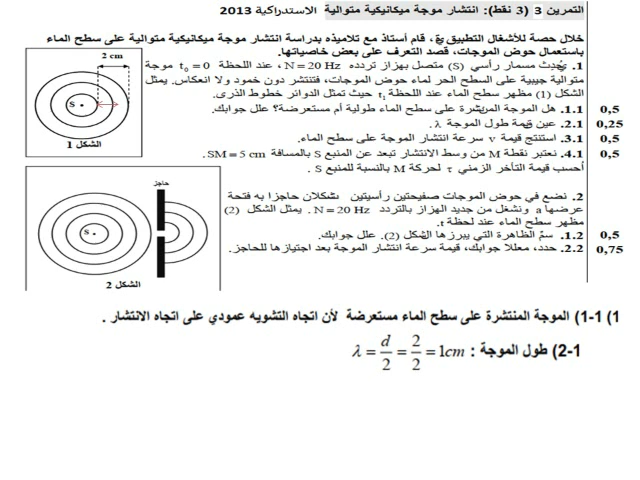 التمرين 3 (3 نقط): انتشار موجة ميكانيكية متوالية الاستدراكية 2013
خلال حصة للأشغال التطبيقية، قام أستاذ مع تلاميذه بدراسة انتشار موجة ميكانيكية متوالية على سطح الماء
باستعمال حوض الموجات، قصد التعرف على بعض خاصياتها.
1. يُحدِث مسمار رأسي (S) متصل بهزاز تردده N = 20 Hz ، عند اللحظة t₀ = 0 موجة
متوالية جيبية على السطح الحر لماء حوض الموجات، فتنتشر دون خمود ولا انعكاس. يمثل
الشكل (1) مظهر سطح الماء عند اللحظة t₁ حيث تمثل الدوائر خطوط الذرى.
2 cm
S
الشكل 1
1.1. هل الموجة المنتشرة على سطح الماء طولية أم مستعرضة؟ علل جوابك. 0,5
2.1. عين قيمة طول الموجة λ. 0,25
3.1. استنتج قيمة v سرعة انتشار الموجة على سطح الماء. 0,5
4.1. نعتبر نقطة M من وسط الانتشار تبعد عن المنبع S بالمسافة SM = 5 cm. 0,5
أحسب قيمة التأخر الزمني τ لحركة M بالنسبة للمنبع S.
2. نضع في حوض الموجات صفيحتين رأسيتين تشكلان حاجزا به فتحة
عرضها a ونشغل من جديد الهزاز بالتردد N = 20 Hz . يمثل الشكل (2)
مظهر سطح الماء عند لحظة t.
1.2. سمّ الظاهرة التي يبرزها الشكل (2). علل جوابك. 0,5
2.2. حدد، معللا جوابك، قيمة سرعة انتشار الموجة بعد اجتيازها للحاجز. 0,75
حاجز
S
الشكل 2
1) 1-1) الموجة المنتشرة على سطح الماء مستعرضة لأن اتجاه التشويه عمودي على اتجاه الانتشار .
2-1) طول الموجة : λ = d/2 = 2/2 = 1cm